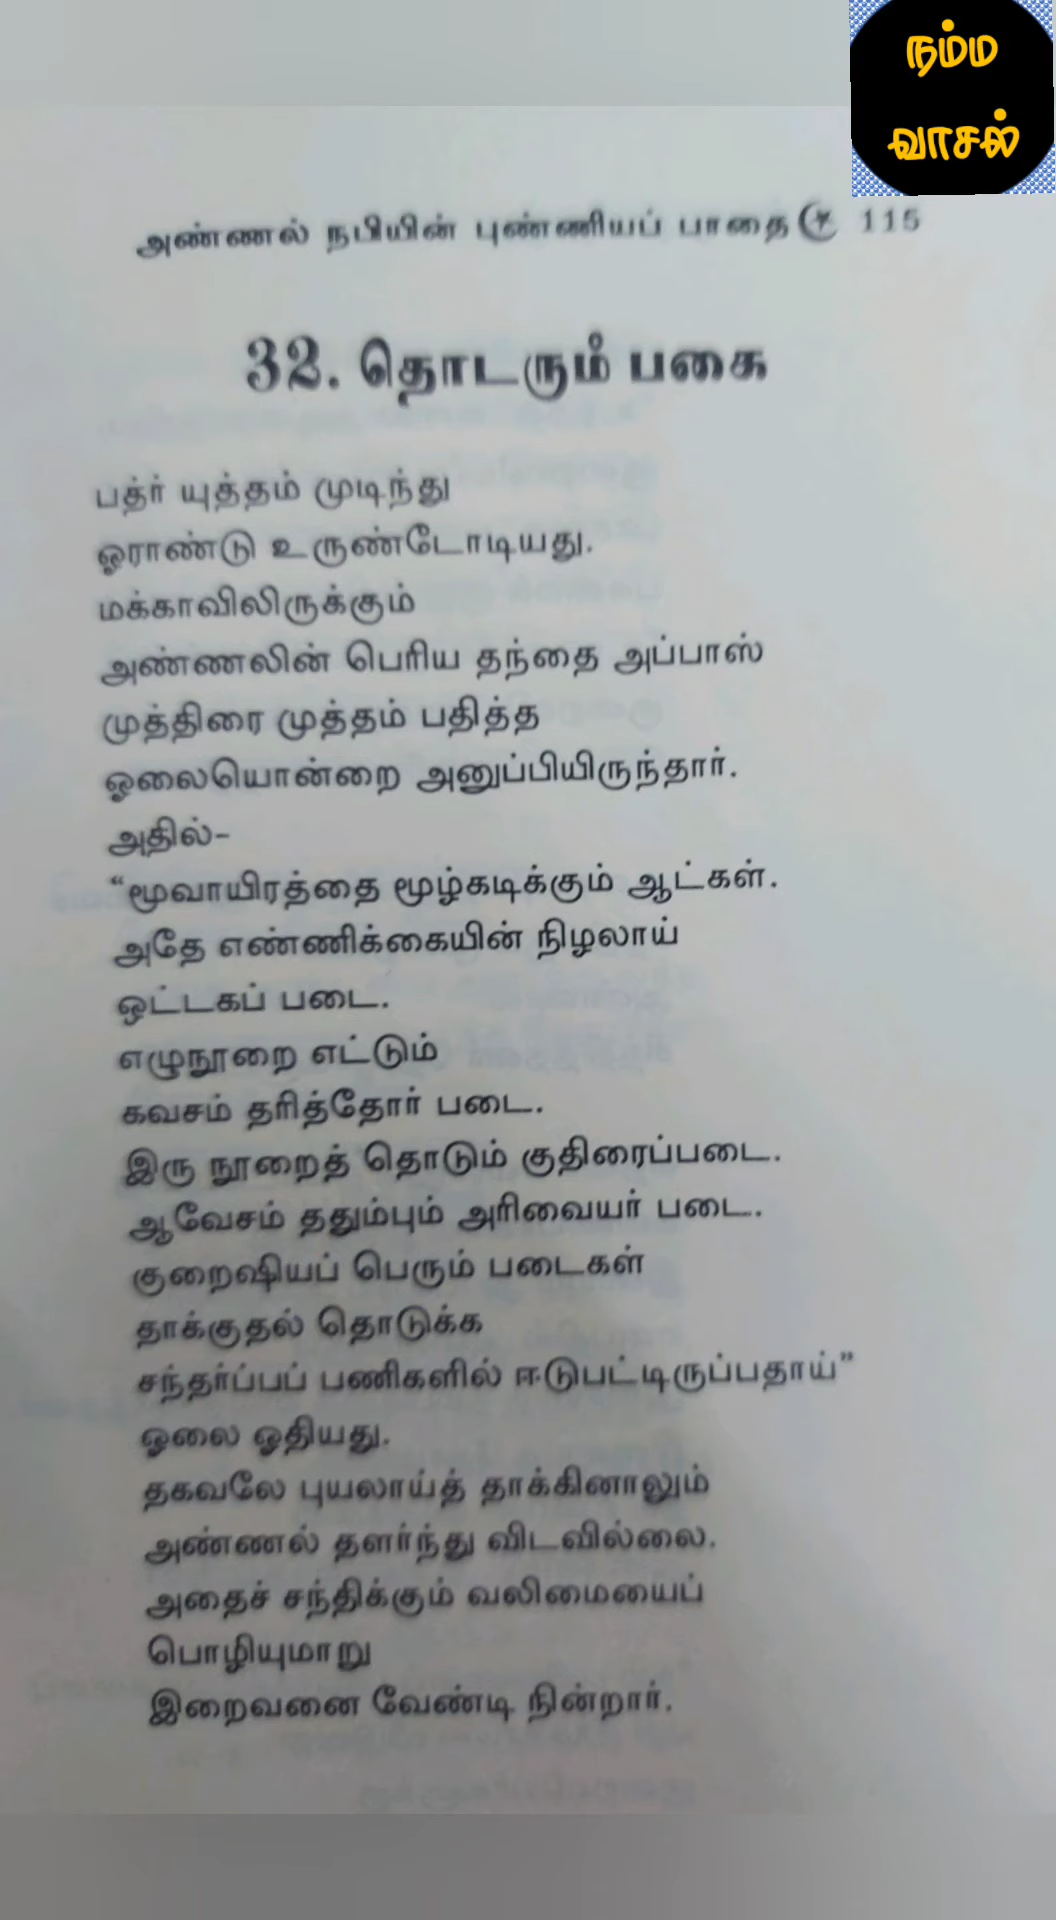 நம்ம
வாசல்
அண்ணல் நபியின் புண்ணியப் பாதை 115
32. தொடரும் பகை
பத்ர் யுத்தம் முடிந்து
ஓராண்டு உருண்டோடியது.
மக்காவிலிருக்கும்
அண்ணலின் பெரிய தந்தை அப்பாஸ்
முத்திரை முத்தம் பதித்த
ஓலையொன்றை அனுப்பியிருந்தார்.
அதில்-
“மூவாயிரத்தை மூழ்கடிக்கும் ஆட்கள்.
அதே எண்ணிக்கையின் நிழலாய்
ஒட்டகப் படை.
எழுநூறை எட்டும்
கவசம் தரித்தோர் படை.
இரு நூறைத் தொடும் குதிரைப்படை.
ஆவேசம் ததும்பும் அரிவையர் படை.
குறைஷியப் பெரும் படைகள்
தாக்குதல் தொடுக்க
சந்தர்ப்பப் பணிகளில் ஈடுபட்டிருப்பதாய்”
ஓலை ஓதியது.
தகவலே புயலாய்த் தாக்கினாலும்
அண்ணல் தளர்ந்து விடவில்லை.
அதைச் சந்திக்கும் வலிமையைப்
பொழியுமாறு
இறைவனை வேண்டி நின்றார்.